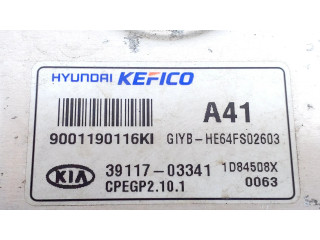 HYUNDAI KEFICO
A41
9001190116KI GIYB-HE64FS02603
KIA 39117-03341 1D84508X
CPEGP2.10.1 0063